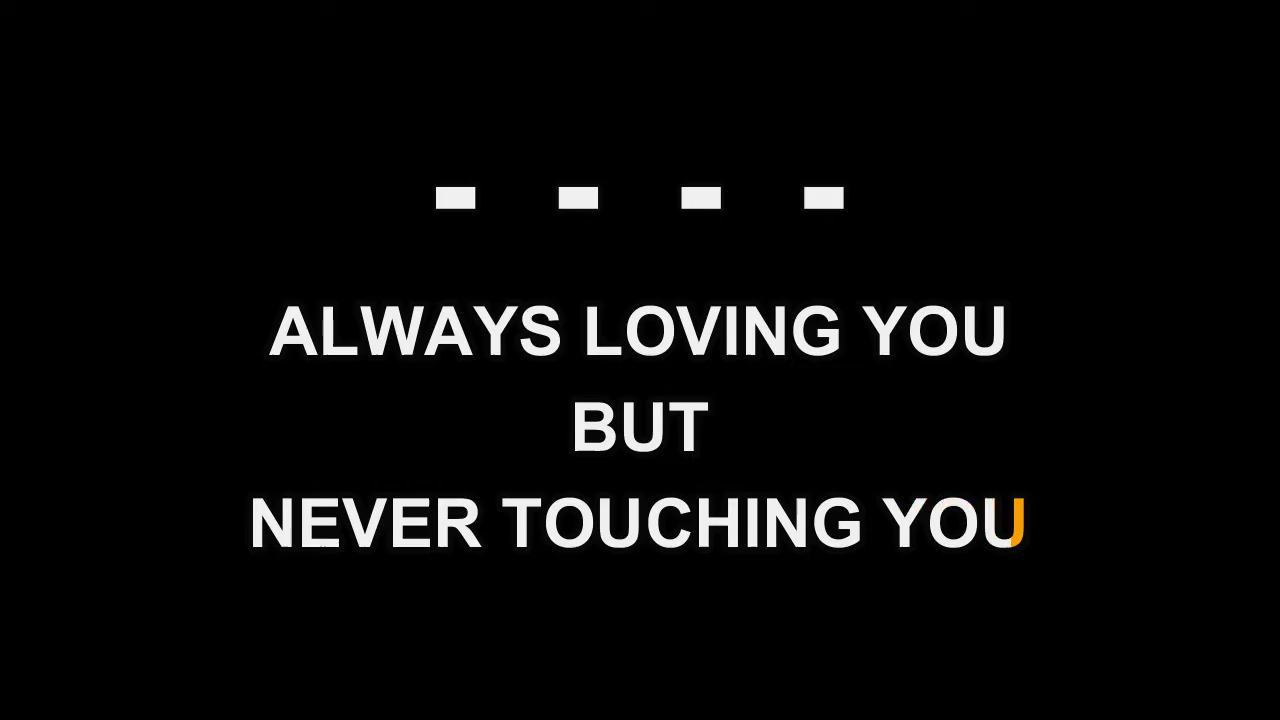 - - - -
ALWAYS LOVING YOU
BUT
NEVER TOUCHING YOU